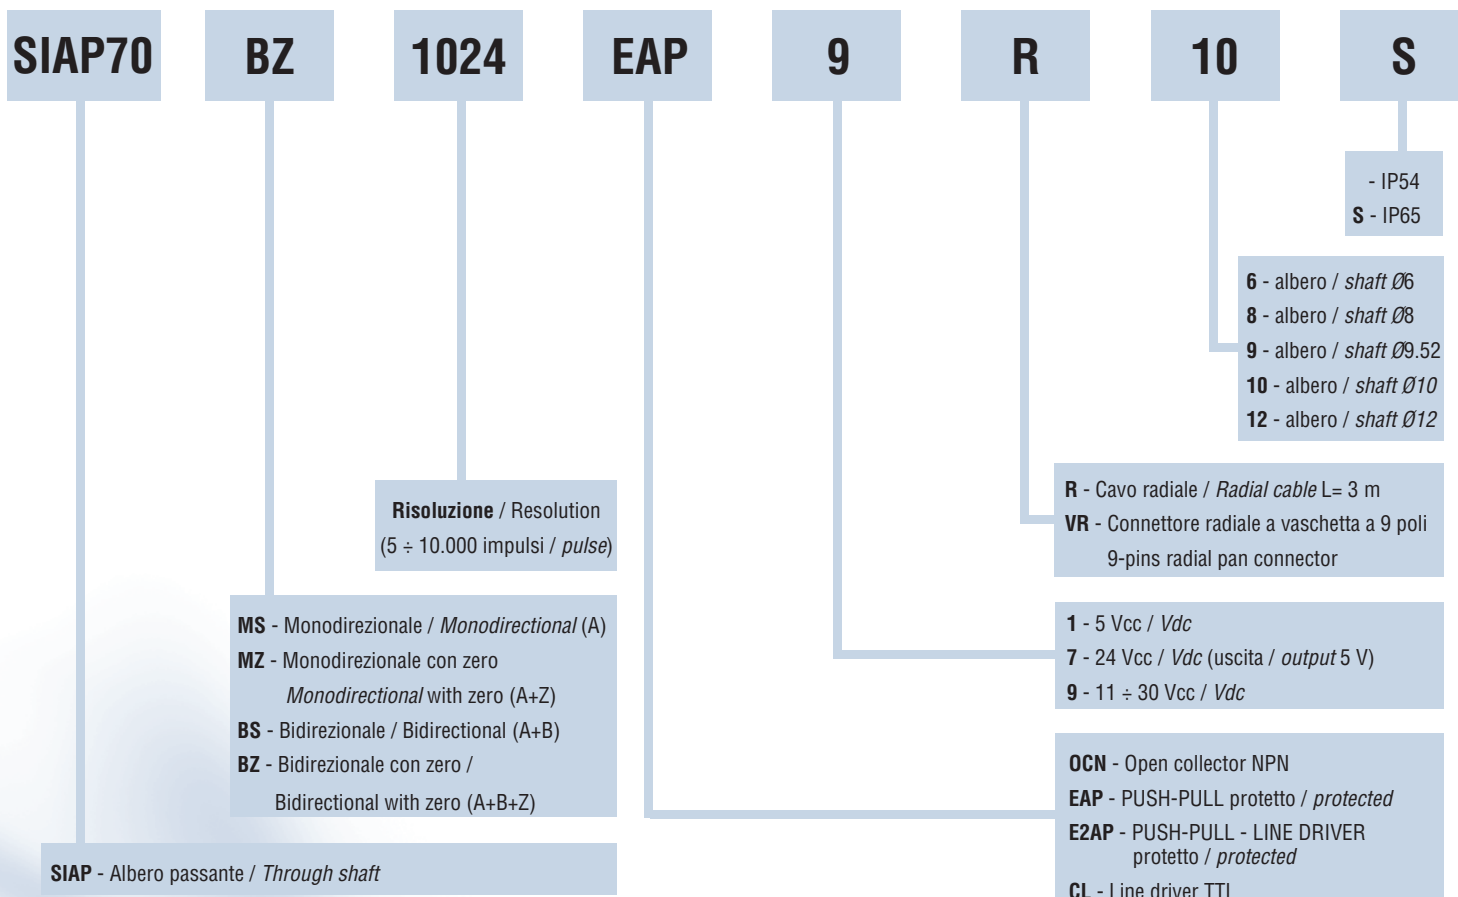 SIAP70 BZ 1024 EAP 9 R 10 S
- IP54
S - IP65
6 - albero / shaft Ø6
8 - albero / shaft Ø8
9 - albero / shaft Ø9.52
10 - albero / shaft Ø10
12 - albero / shaft Ø12
R - Cavo radiale / Radial cable L= 3 m
VR - Connettore radiale a vaschetta a 9 poli
9-pins radial pan connector
Risoluzione / Resolution
(5 ÷ 10.000 impulsi / pulse)
1 - 5 Vcc / Vdc
7 - 24 Vcc / Vdc (uscita / output 5 V)
9 - 11 ÷ 30 Vcc / Vdc
MS - Monodirezionale / Monodirectional (A)
MZ - Monodirezionale con zero
Monodirectional with zero (A+Z)
BS - Bidirezionale / Bidirectional (A+B)
BZ - Bidirezionale con zero /
Bidirectional with zero (A+B+Z)
OCN - Open collector NPN
EAP - PUSH-PULL protetto / protected
E2AP - PUSH-PULL - LINE DRIVER
protetto / protected
CL - Line driver TTL
SIAP - Albero passante / Through shaft